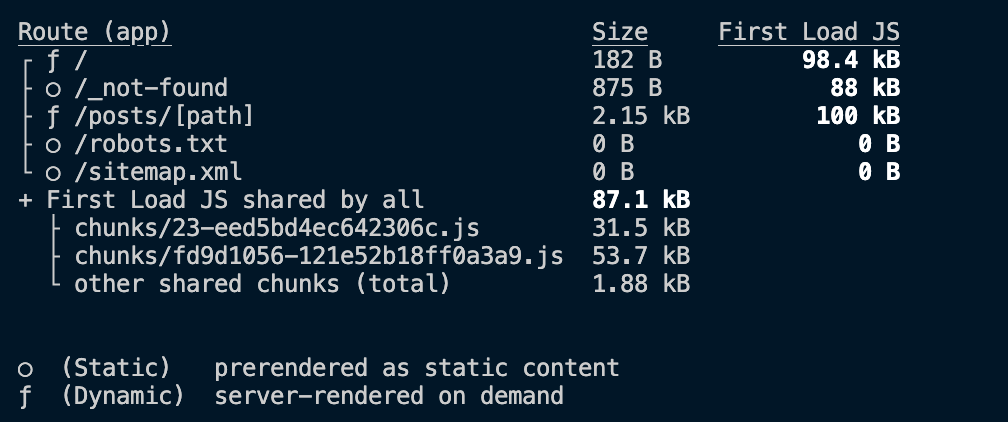 Route (app)                              Size     First Load JS
┌ ƒ /                                    182 B          98.4 kB
├ ○ /_not-found                          875 B            88 kB
├ ƒ /posts/[path]                        2.15 kB         100 kB
├ ○ /robots.txt                          0 B                0 B
└ ○ /sitemap.xml                         0 B                0 B
+ First Load JS shared by all            87.1 kB
  ├ chunks/23-eed5bd4ec642306c.js        31.5 kB
  ├ chunks/fd9d1056-121e52b18ff0a3a9.js  53.7 kB
  └ other shared chunks (total)          1.88 kB
○  (Static)   prerendered as static content
ƒ  (Dynamic)  server-rendered on demand